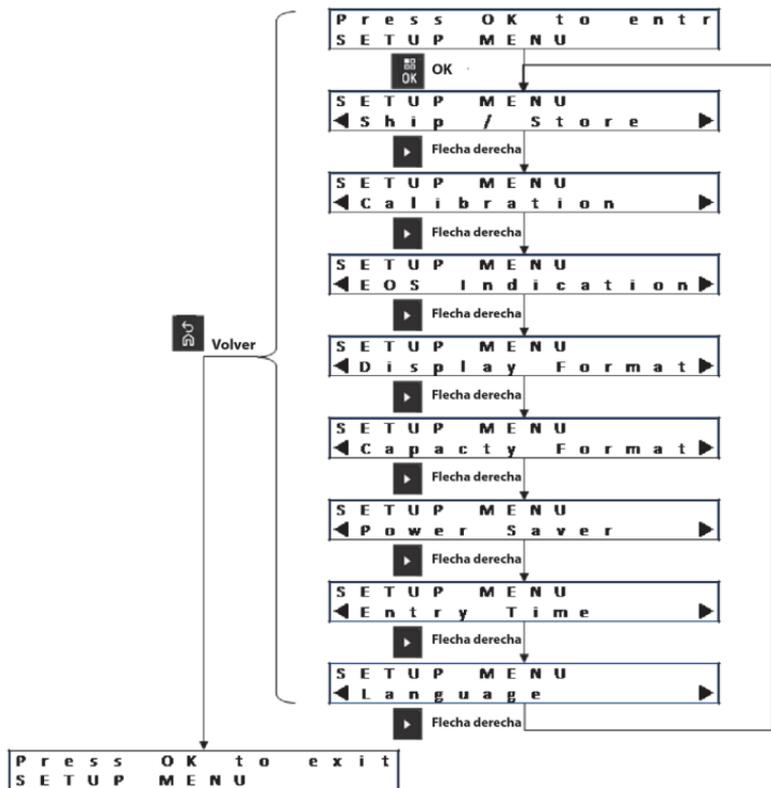 Press OK to entr
SETUP MENU
OK
OK
SETUP MENU
Ship / Store
Flecha derecha
SETUP MENU
Calibration
Flecha derecha
SETUP MENU
EOS Indication
Flecha derecha
Volver
SETUP MENU
Display Format
Flecha derecha
SETUP MENU
Capacty Format
Flecha derecha
SETUP MENU
Power Saver
Flecha derecha
SETUP MENU
Entry Time
Flecha derecha
SETUP MENU
Language
Flecha derecha
Press OK to exit
SETUP MENU